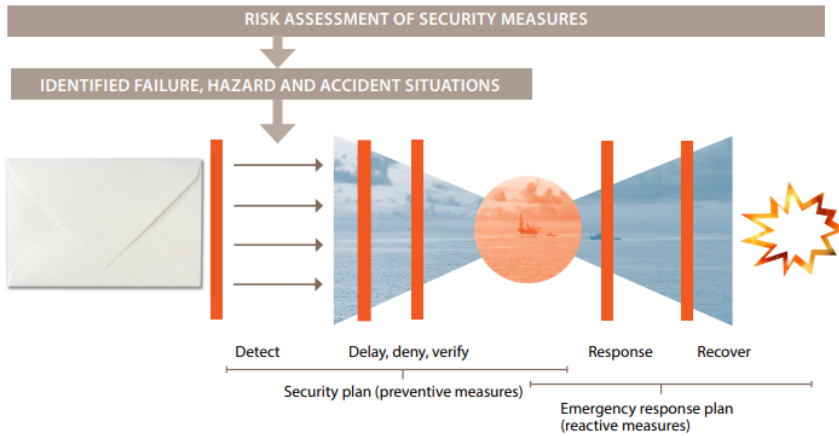 RISK ASSESSMENT OF SECURITY MEASURES
IDENTIFIED FAILURE, HAZARD AND ACCIDENT SITUATIONS
Detect
Delay, deny, verify
Response
Recover
Security plan (preventive measures)
Emergency response plan
(reactive measures)